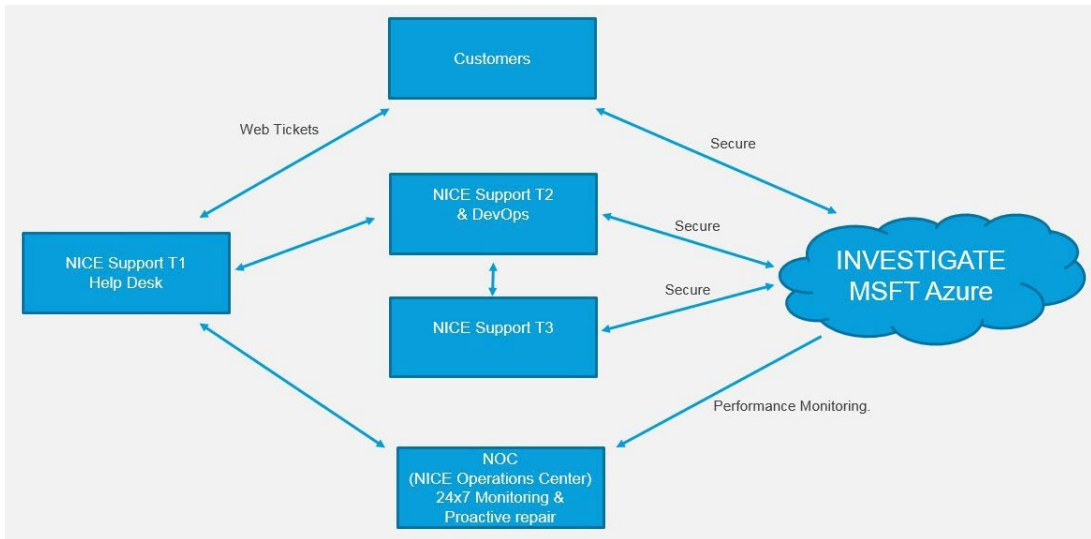 Customers
Web Tickets
Secure
NICE Support T2
& DevOps
Secure
NICE Support T1
Help Desk
INVESTIGATE
MSFT Azure
Secure
NICE Support T3
Performance Monitoring.
NOC
(NICE Operations Center)
24x7 Monitoring &
Proactive repair